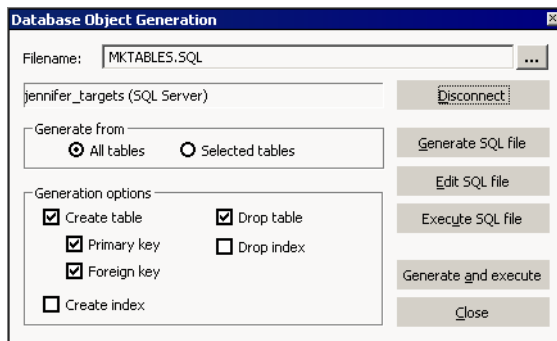 Database Object Generation
Filename: MKTABLES.SQL ...
jennifer_targets (SQL Server)
Disconnect
Generate from
All tables Selected tables
Generate SQL file
Edit SQL file
Generation options
Create table Drop table
Execute SQL file
Primary key Drop index
Foreign key
Generate and execute
Create index
Close